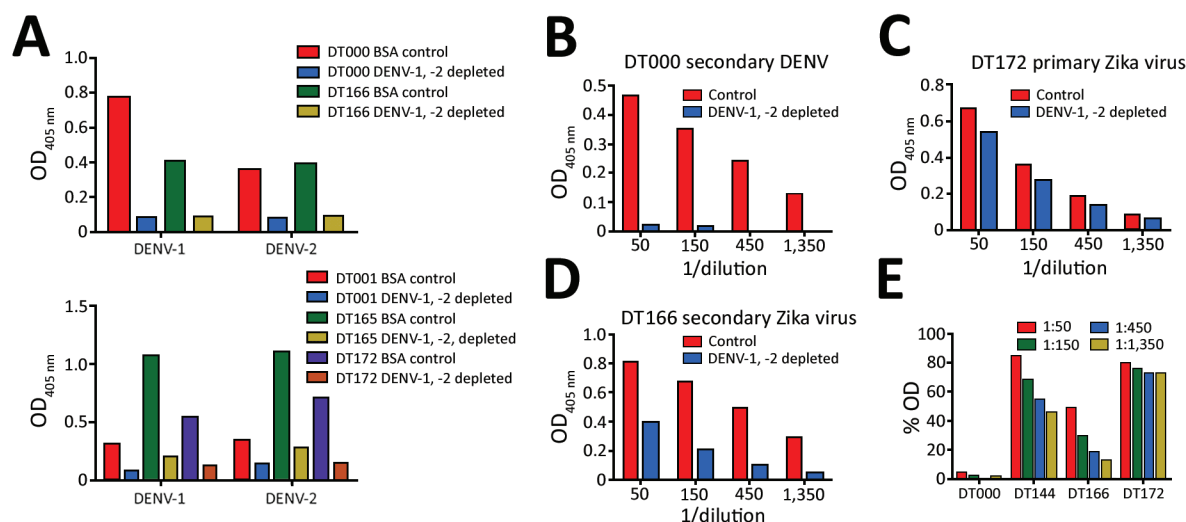 A
DT000 BSA control
DT000 DENV-1, -2 depleted
DT166 BSA control
DT166 DENV-1, -2 depleted
1.0
0.8
0.6
0.4
0.2
0
OD405 nm
DENV-1
DENV-2
DT001 BSA control
DT001 DENV-1, -2 depleted
DT165 BSA control
DT165 DENV-1, -2, depleted
DT172 BSA control
DT172 DENV-1, -2 depleted
1.5
1.0
0.5
0
OD405 nm
DENV-1
DENV-2
B
DT000 secondary DENV
Control
DENV-1, -2 depleted
0.5
0.4
0.3
0.2
0.1
0
OD405 nm
50 150 450 1,350
1/dilution
C
DT172 primary Zika virus
Control
DENV-1, -2 depleted
0.8
0.6
0.4
0.2
0
OD405 nm
50 150 450 1,350
1/dilution
D
DT166 secondary Zika virus
Control
DENV-1, -2 depleted
1.0
0.8
0.6
0.4
0.2
0
OD405 nm
50 150 450 1,350
1/dilution
E
1:50 1:450
1:150 1:1,350
100
80
60
40
20
0
% OD
DT000 DT144 DT166 DT172